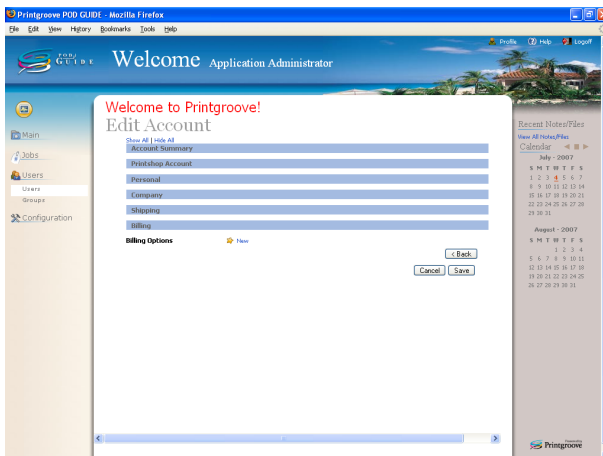 Printgroove POD GUIDE - Mozilla Firefox
File Edit View History Bookmarks Tools Help
Profile Help Logoff
POD
GUIDE
Welcome Application Administrator
Main
Jobs
Users
Users
Groups
Configuration
Welcome to Printgroove!
Edit Account
Show All | Hide All
Account Summary
Printshop Account
Personal
Company
Shipping
Billing
Billing Options New
< Back
Cancel Save
Recent Notes/Files
View All Notes/Files
Calendar
July - 2007
S M T W T F S
1 2 3 4 5 6 7
8 9 10 11 12 13 14
15 16 17 18 19 20 21
22 23 24 25 26 27 28
29 30 31
August - 2007
S M T W T F S
1 2 3 4
5 6 7 8 9 10 11
12 13 14 15 16 17 18
19 20 21 22 23 24 25
26 27 28 29 30 31
Printgroove